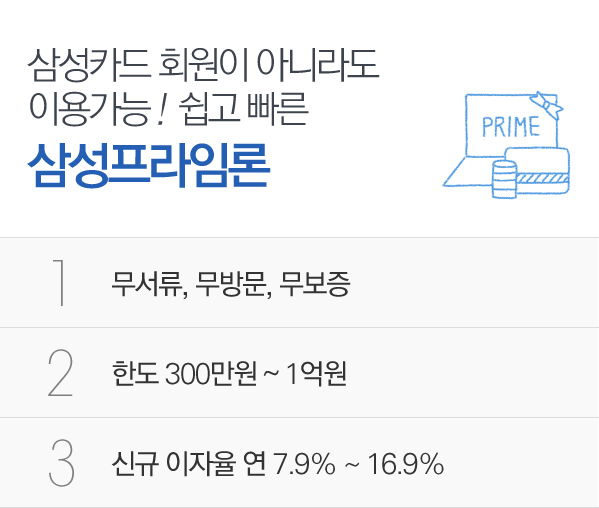 삼성카드 회원이 아니라도
이용가능! 쉽고 빠른
삼성프라임론
PRIME
1 무서류, 무방문, 무보증
2 한도 300만원 ~ 1억원
3 신규 이자율 연 7.9% ~ 16.9%